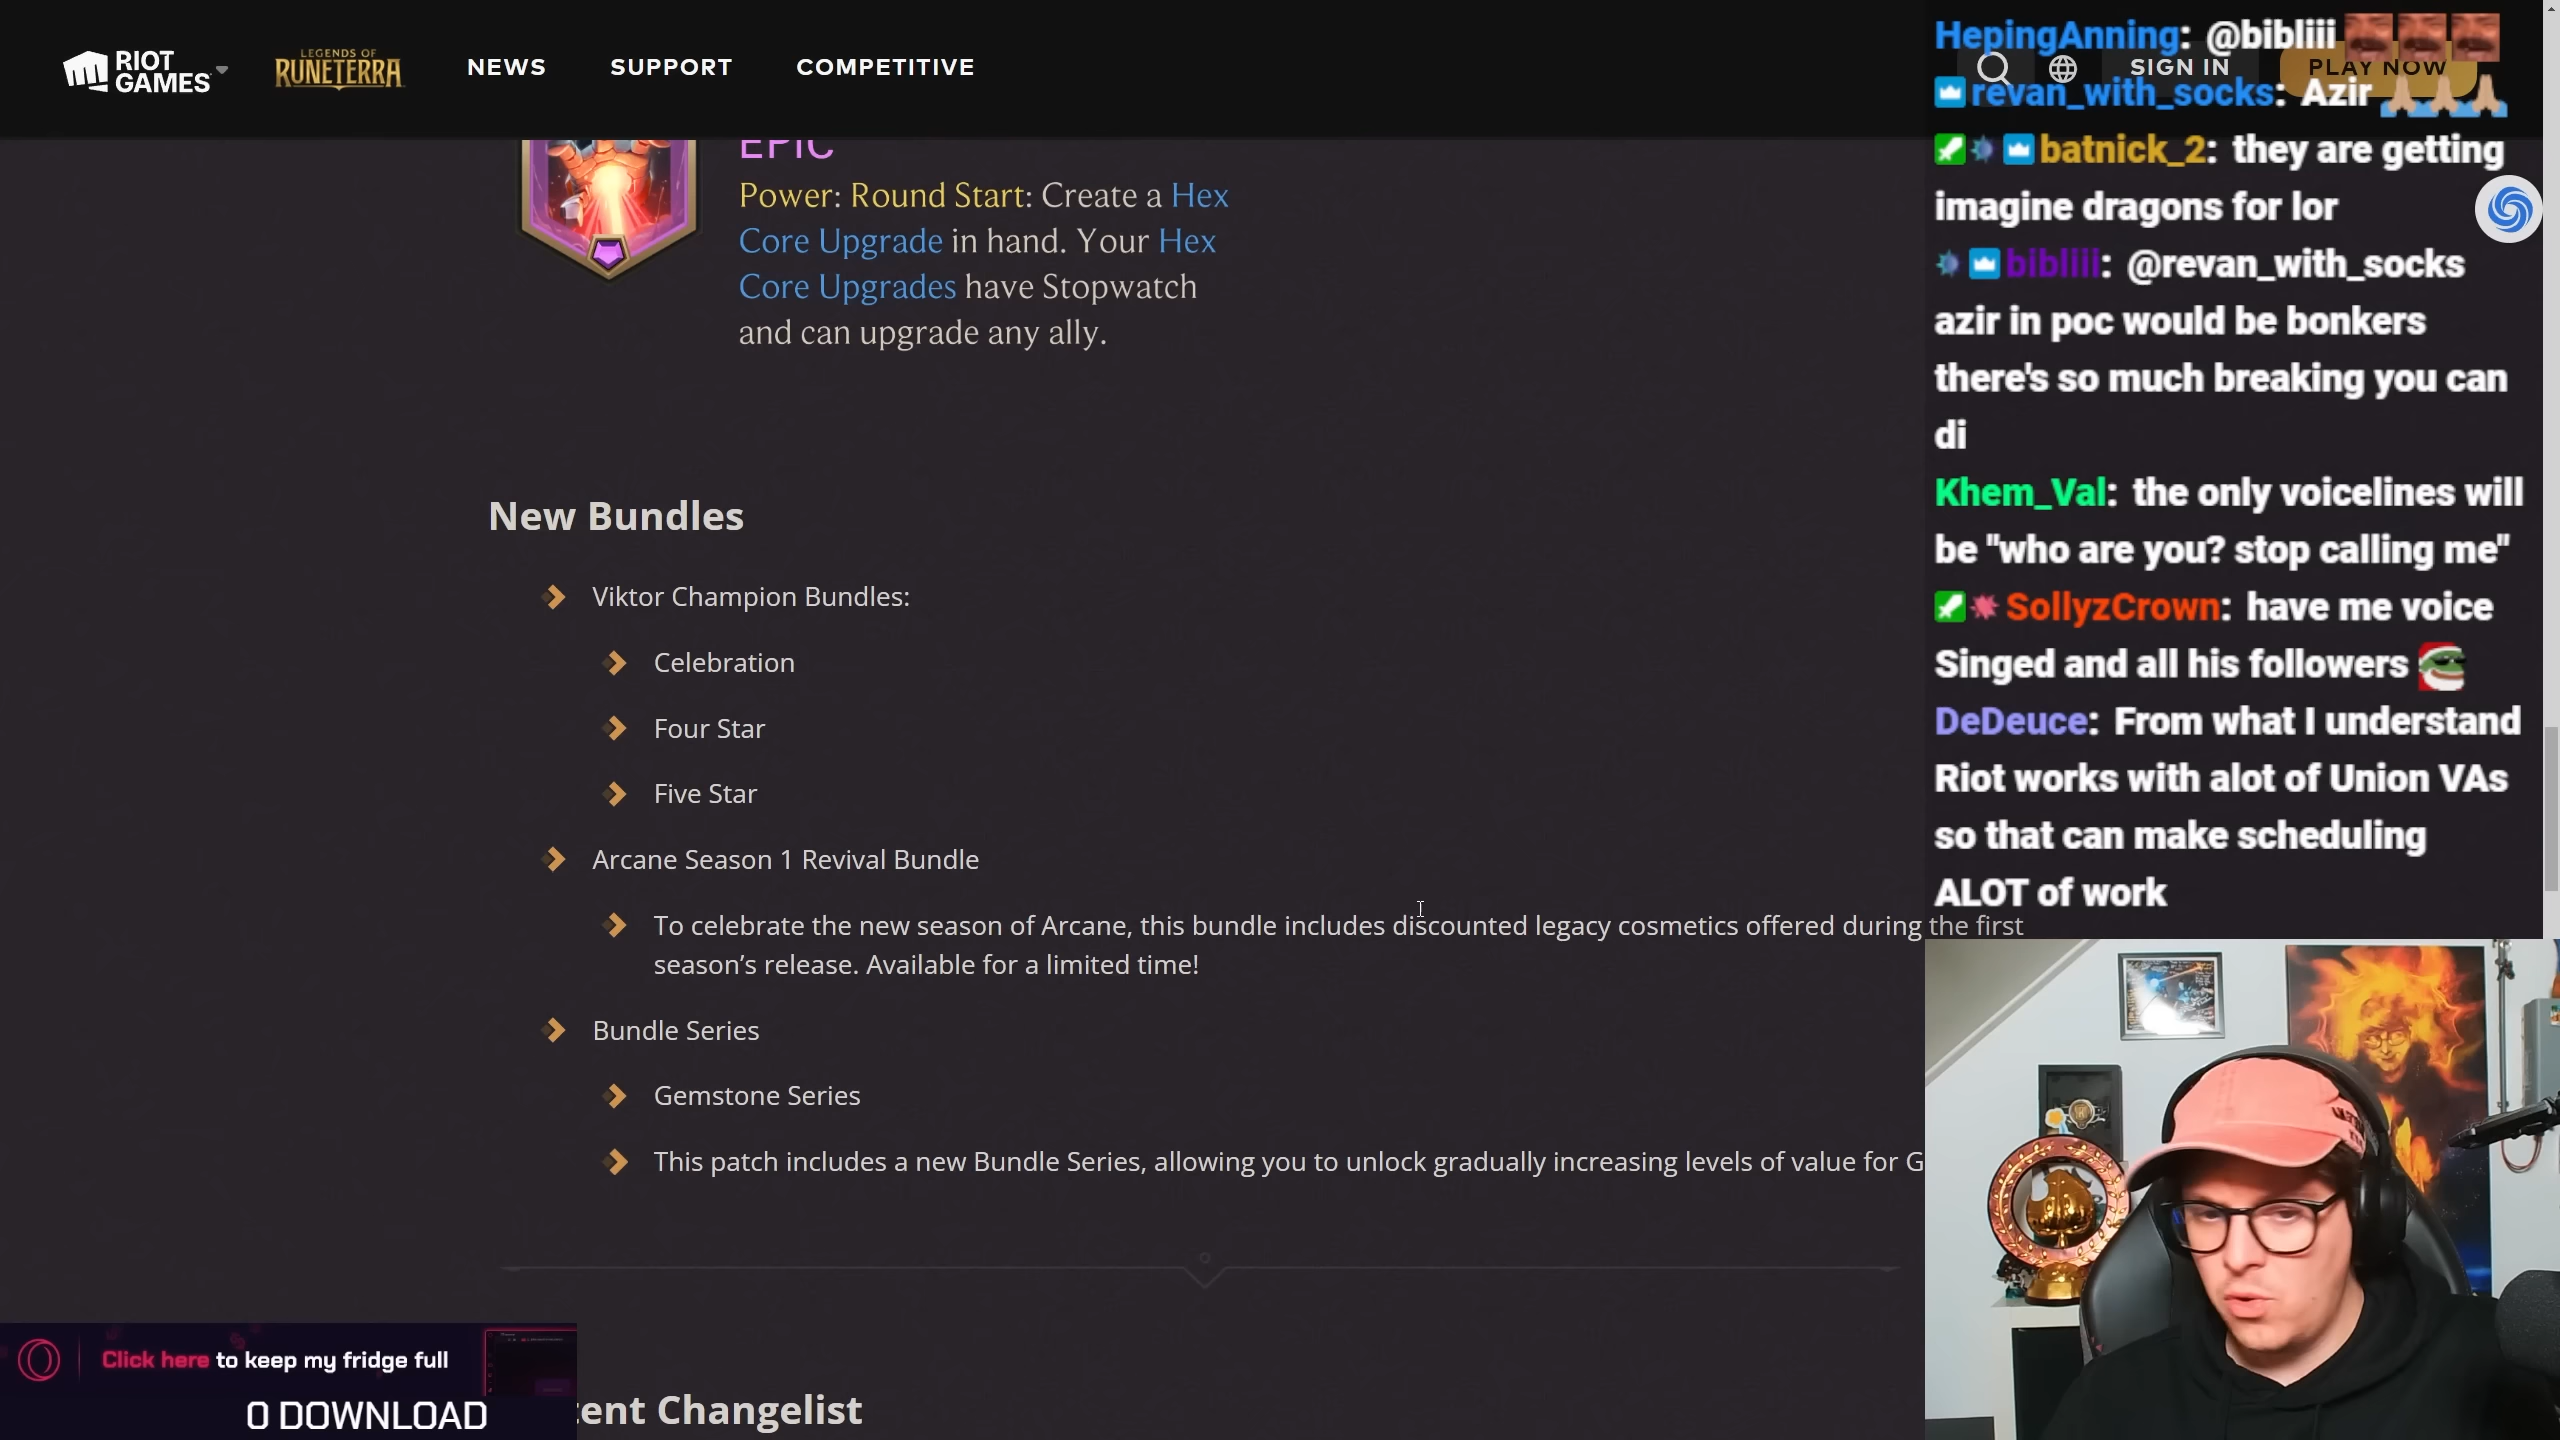 RIOT GAMES
LEGENDS OF RUNETERRA
NEWS
SUPPORT
COMPETITIVE
SIGN IN
PLAY NOW
EPIC
Power: Round Start: Create a Hex
Core Upgrade in hand. Your Hex
Core Upgrades have Stopwatch
and can upgrade any ally.
New Bundles
Viktor Champion Bundles:
Celebration
Four Star
Five Star
Arcane Season 1 Revival Bundle
To celebrate the new season of Arcane, this bundle includes discounted legacy cosmetics offered during the first
season’s release. Available for a limited time!
Bundle Series
Gemstone Series
This patch includes a new Bundle Series, allowing you to unlock gradually increasing levels of value for G
tent Changelist
Click here to keep my fridge full
0 DOWNLOAD
HepingAnning: @bibliii
revan_with_socks: Azir
batnick_2: they are getting
imagine dragons for lor
bibliii: @revan_with_socks
azir in poc would be bonkers
there's so much breaking you can
di
Khem_Val: the only voicelines will
be "who are you? stop calling me"
SollyzCrown: have me voice
Singed and all his followers
DeDeuce: From what I understand
Riot works with alot of Union VAs
so that can make scheduling
ALOT of work